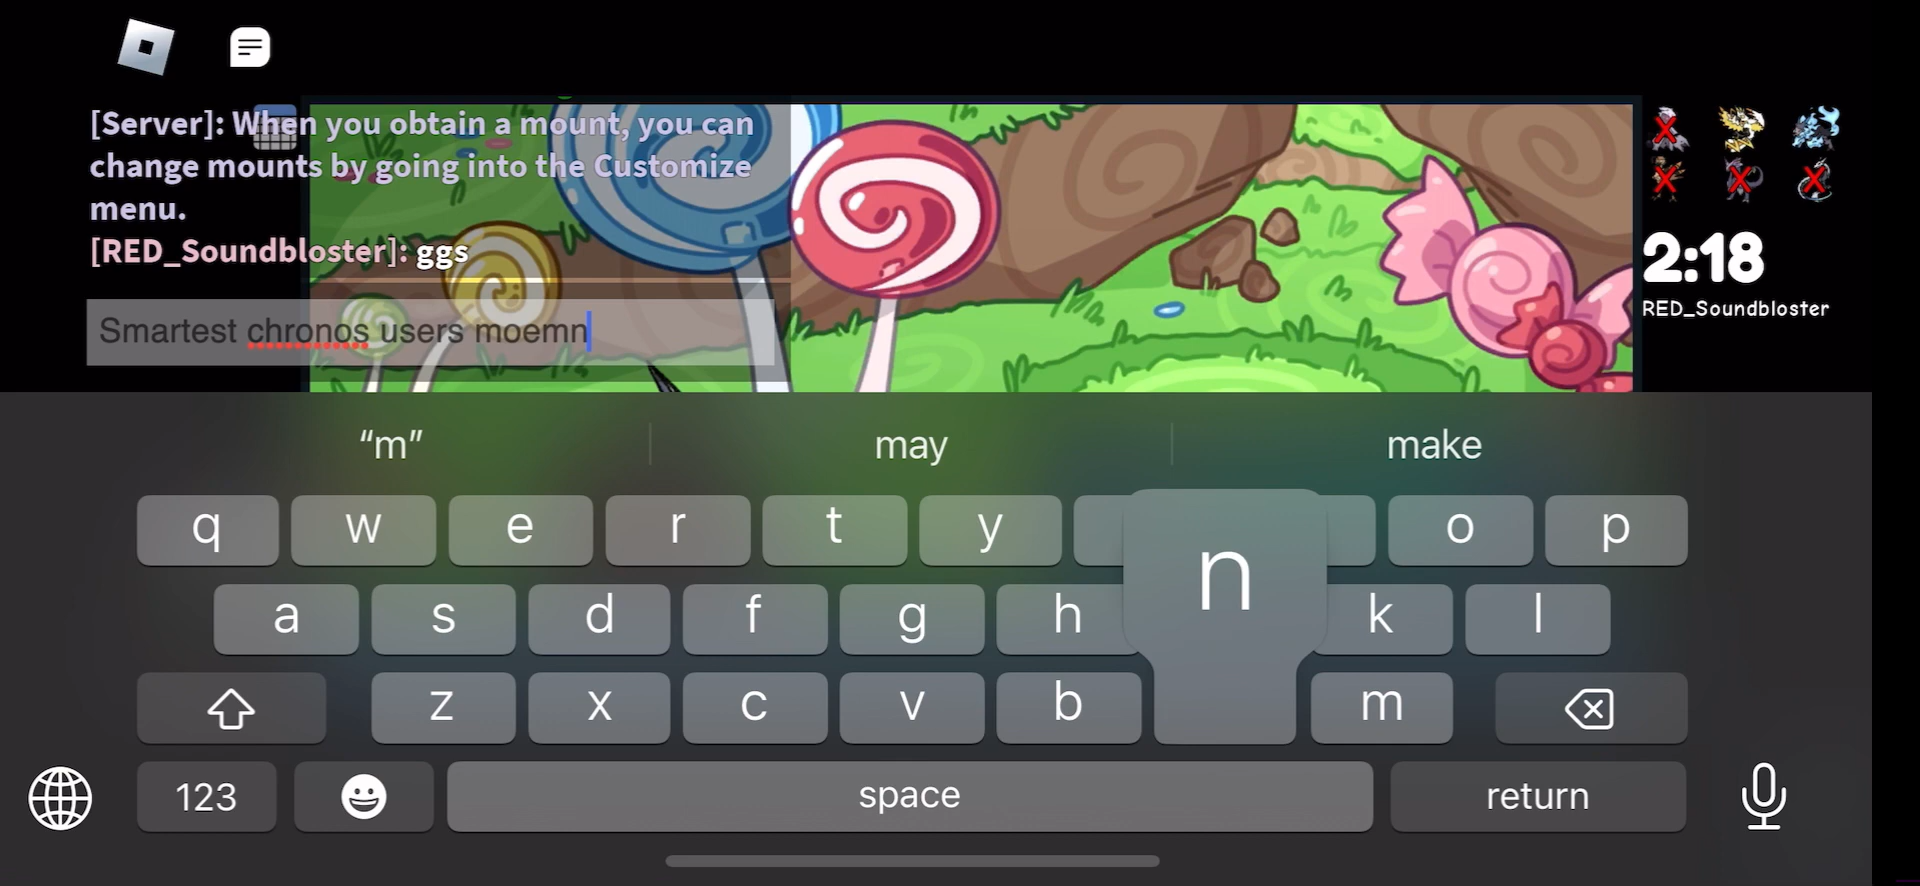 [Server]: When you obtain a mount, you can
change mounts by going into the Customize
menu.
[RED_Soundbloster]: ggs
Smartest chronos users moemn
2:18
RED_Soundbloster
“m” may make
q w e r t y o p
a s d f g h k l
n
z x c v b m
123 space return